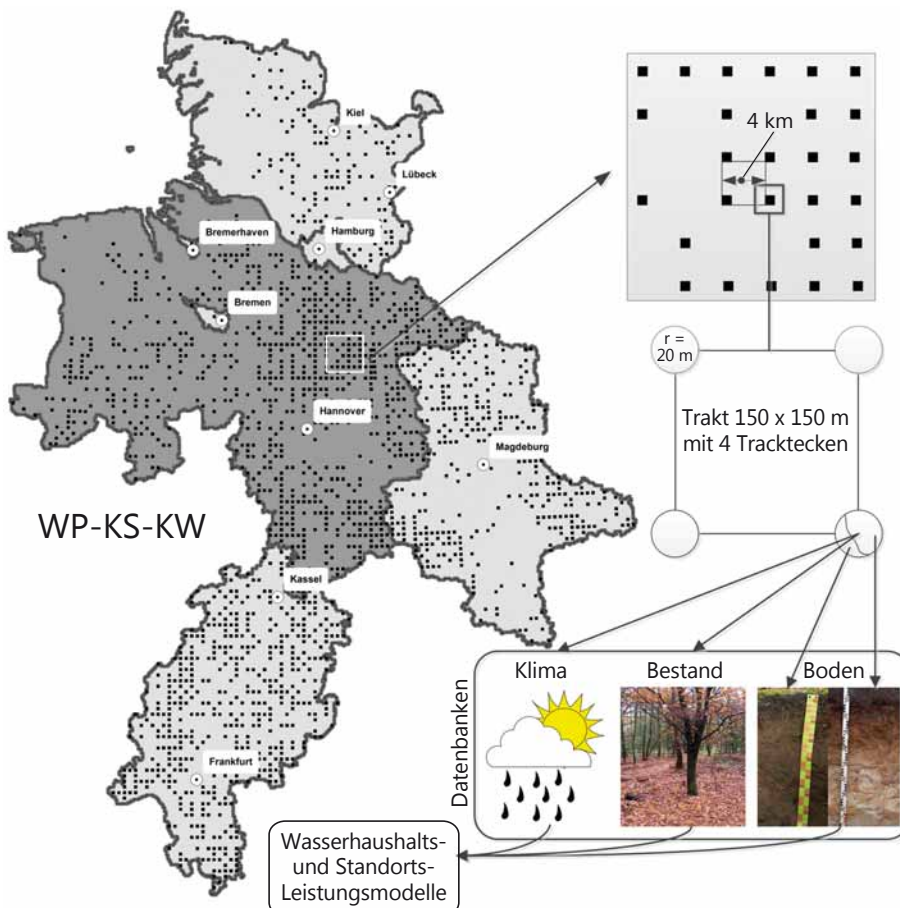 Kiel
Lübeck
Bremerhaven
Hamburg
Bremen
Hannover
Magdeburg
WP-KS-KW
Kassel
Frankfurt
4 km
r =
20 m
Trakt 150 x 150 m
mit 4 Tracktecken
Datenbanken
Klima
Bestand
Boden
Wasserhaushalts-
und Standorts-
Leistungsmodelle